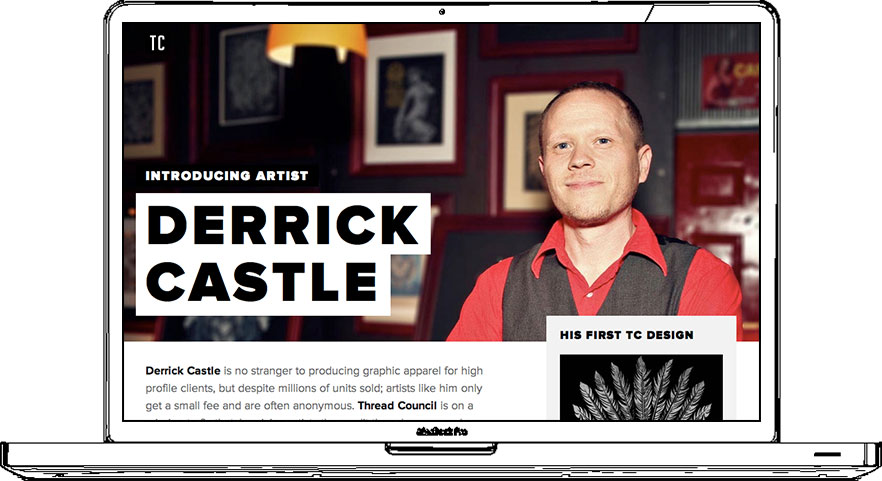 TC
INTRODUCING ARTIST
DERRICK
CASTLE
HIS FIRST TC DESIGN
Derrick Castle is no stranger to producing graphic apparel for high
profile clients, but despite millions of units sold; artists like him only
get a small fee and are often anonymous. Thread Council is on a
MacBook Pro